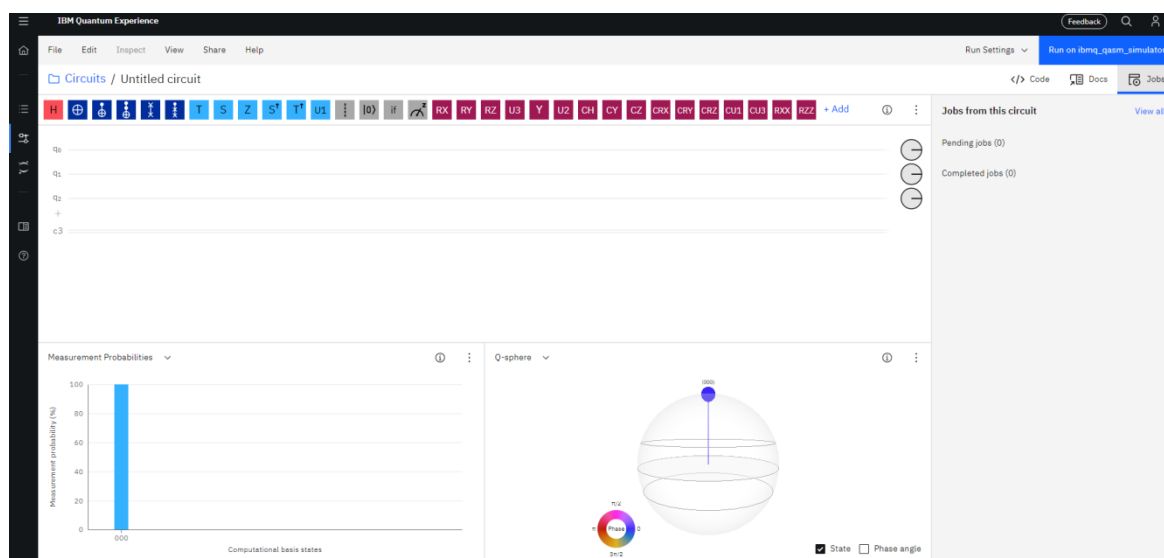 IBM Quantum Experience
Feedback
File Edit Inspect View Share Help
Run Settings
Run on ibmq_qasm_simulator
Circuits / Untitled circuit
</> Code Docs Jobs
H T S Z S† T† U1 |0⟩ if z RX RY RZ U3 Y U2 CH CY CZ CRX CRY CRZ CU1 CU3 RXX RZZ + Add
Jobs from this circuit
View all
Pending jobs (0)
Completed jobs (0)
q0
q1
q2
+
c3
Measurement Probabilities
Measurement probability (%)
100
80
60
40
20
0
000
Computational basis states
Q-sphere
|000⟩
π/2
π Phase 0
3π/2
State Phase angle